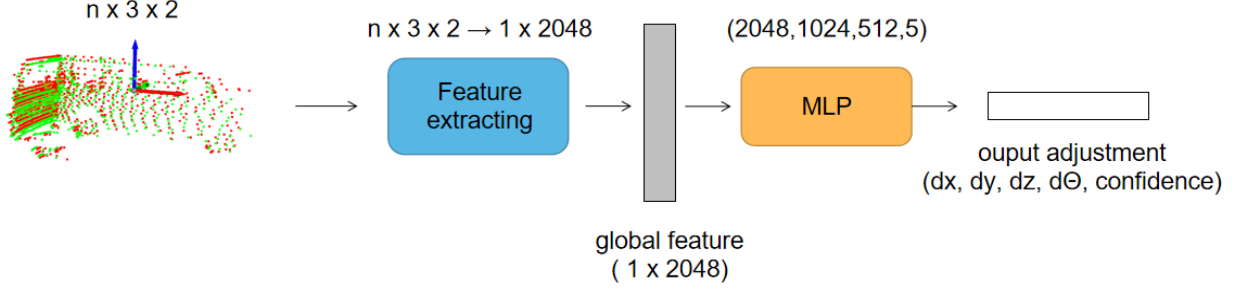 n x 3 x 2
n x 3 x 2 → 1 x 2048
(2048,1024,512,5)
Feature
extracting
MLP
ouput adjustment
(dx, dy, dz, dΘ, confidence)
global feature
( 1 x 2048)